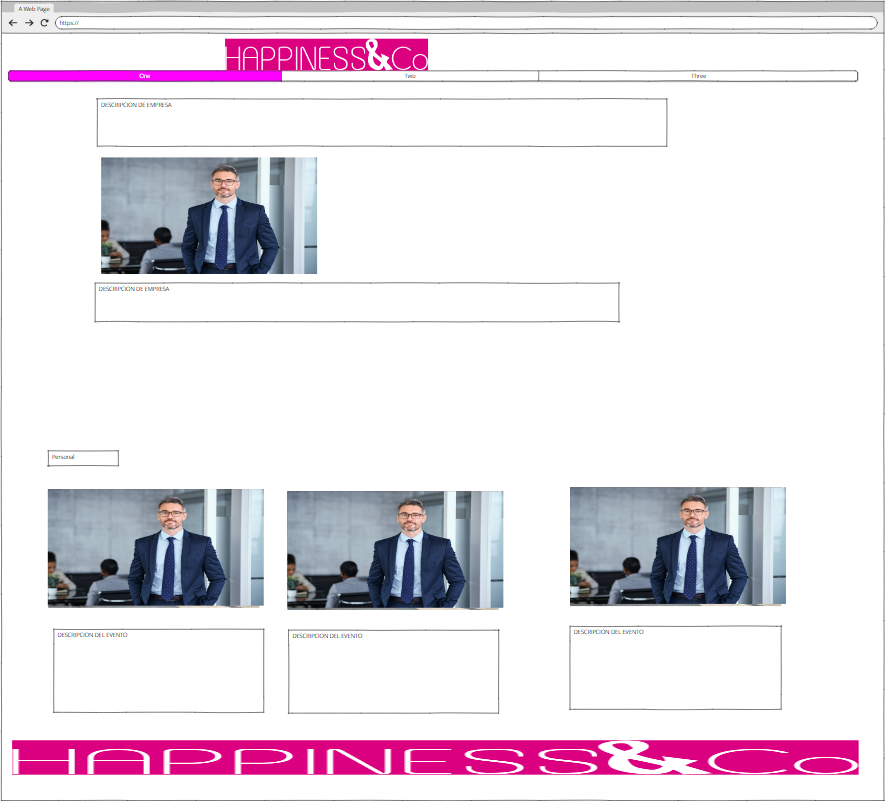 A Web Page
https://
HAPPINESS&Co
One
Two
Three
DESCRIPCION DE EMPRESA
DESCRIPCION DE EMPRESA
Personal
DESCRIPCION DEL EVENTO
DESCRIPCION DEL EVENTO
DESCRIPCION DEL EVENTO
HAPPINESS&Co